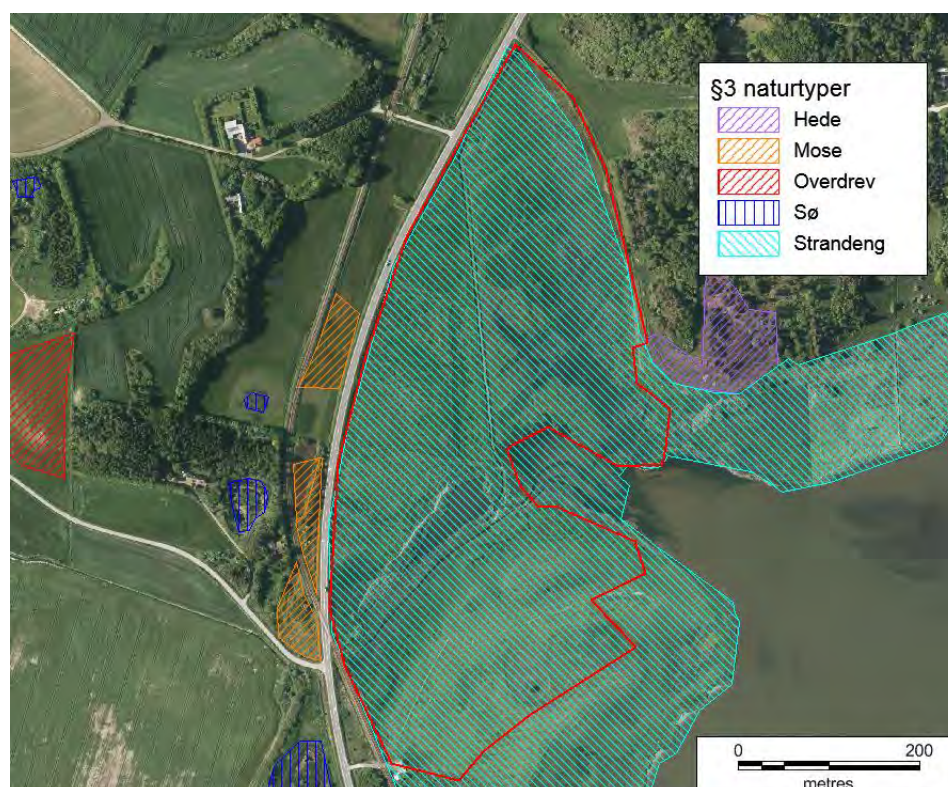 §3 naturtyper
Hede
Mose
Overdrev
Sø
Strandeng
0 200
metres